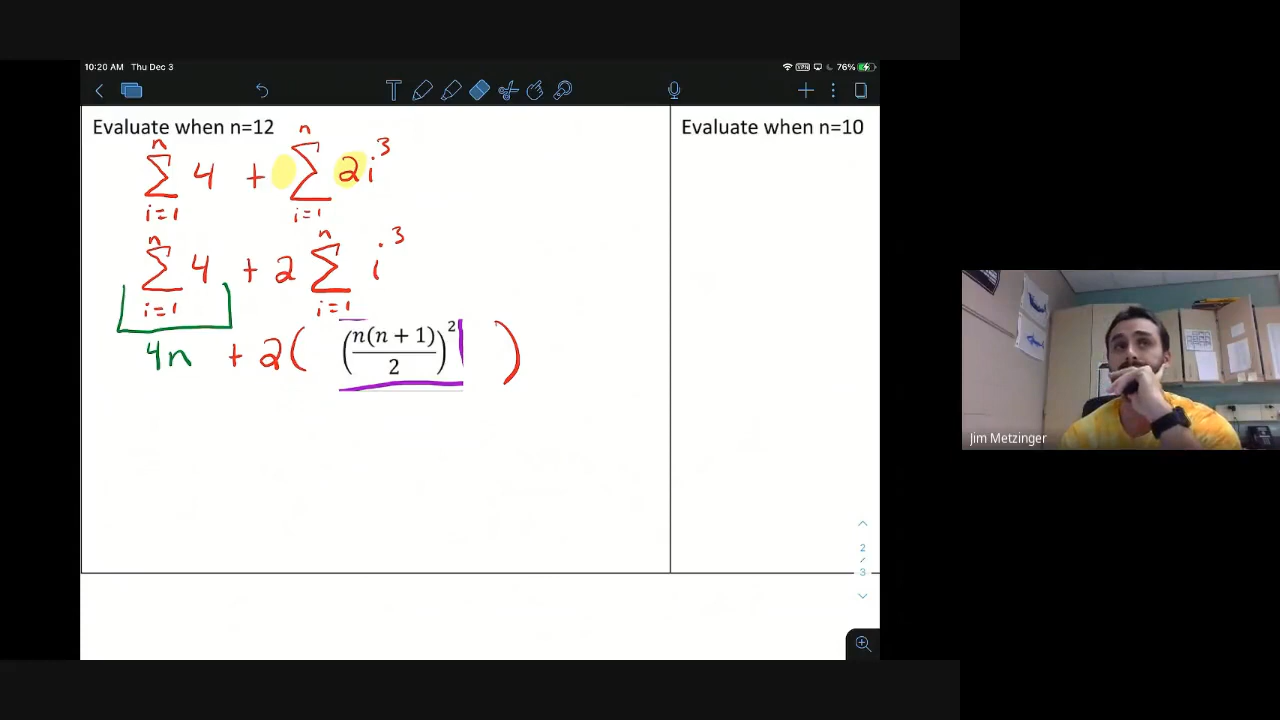 10:20 AM Thu Dec 3
VPN 76%
T
Evaluate when n=12
Evaluate when n=10
n n
∑ 4 + ∑ 2i³
i=1 i=1
n n
∑ 4 + 2 ∑ i³
i=1 i=1
4n + 2( (n(n + 1)/2)² )
Jim Metzinger
2
/
3